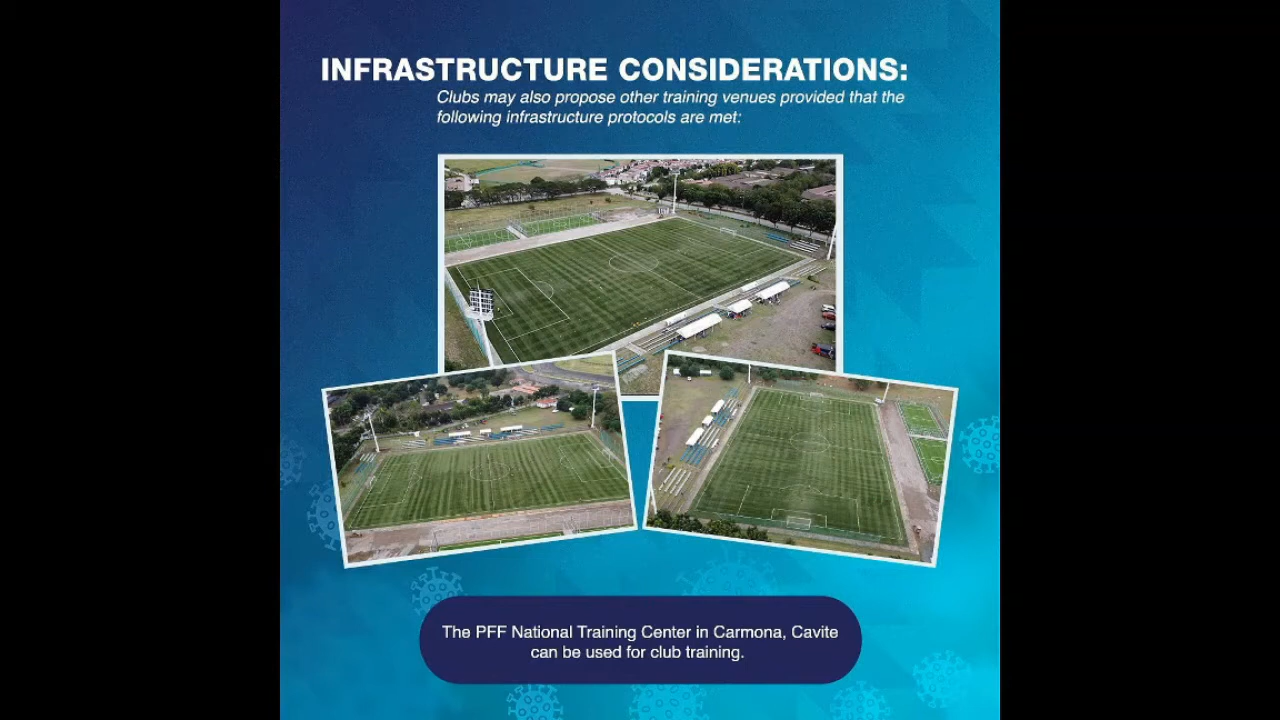 INFRASTRUCTURE CONSIDERATIONS:
Clubs may also propose other training venues provided that the
following infrastructure protocols are met:
The PFF National Training Center in Carmona, Cavite
can be used for club training.